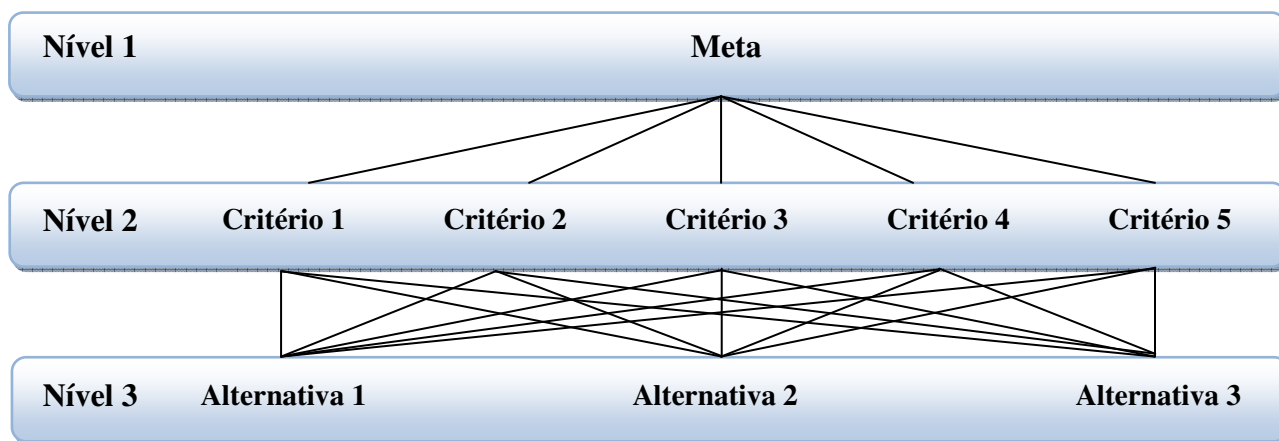 Nível 1 Meta
Nível 2 Critério 1 Critério 2 Critério 3 Critério 4 Critério 5
Nível 3 Alternativa 1 Alternativa 2 Alternativa 3